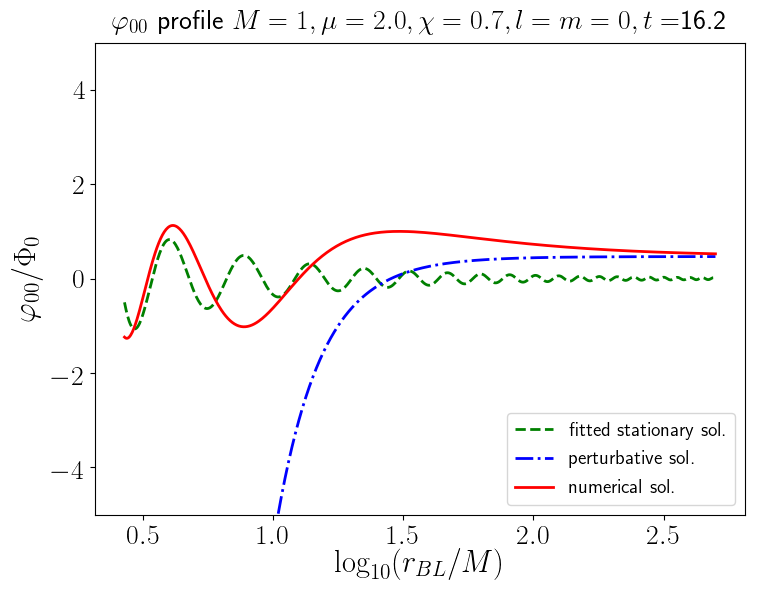 φ₀₀ profile M = 1, μ = 2.0, χ = 0.7, l = m = 0, t =16.2
φ₀₀/Φ₀
4
2
0
−2
−4
fitted stationary sol.
perturbative sol.
numerical sol.
0.5 1.0 1.5 2.0 2.5
log₁₀(r_BL/M)